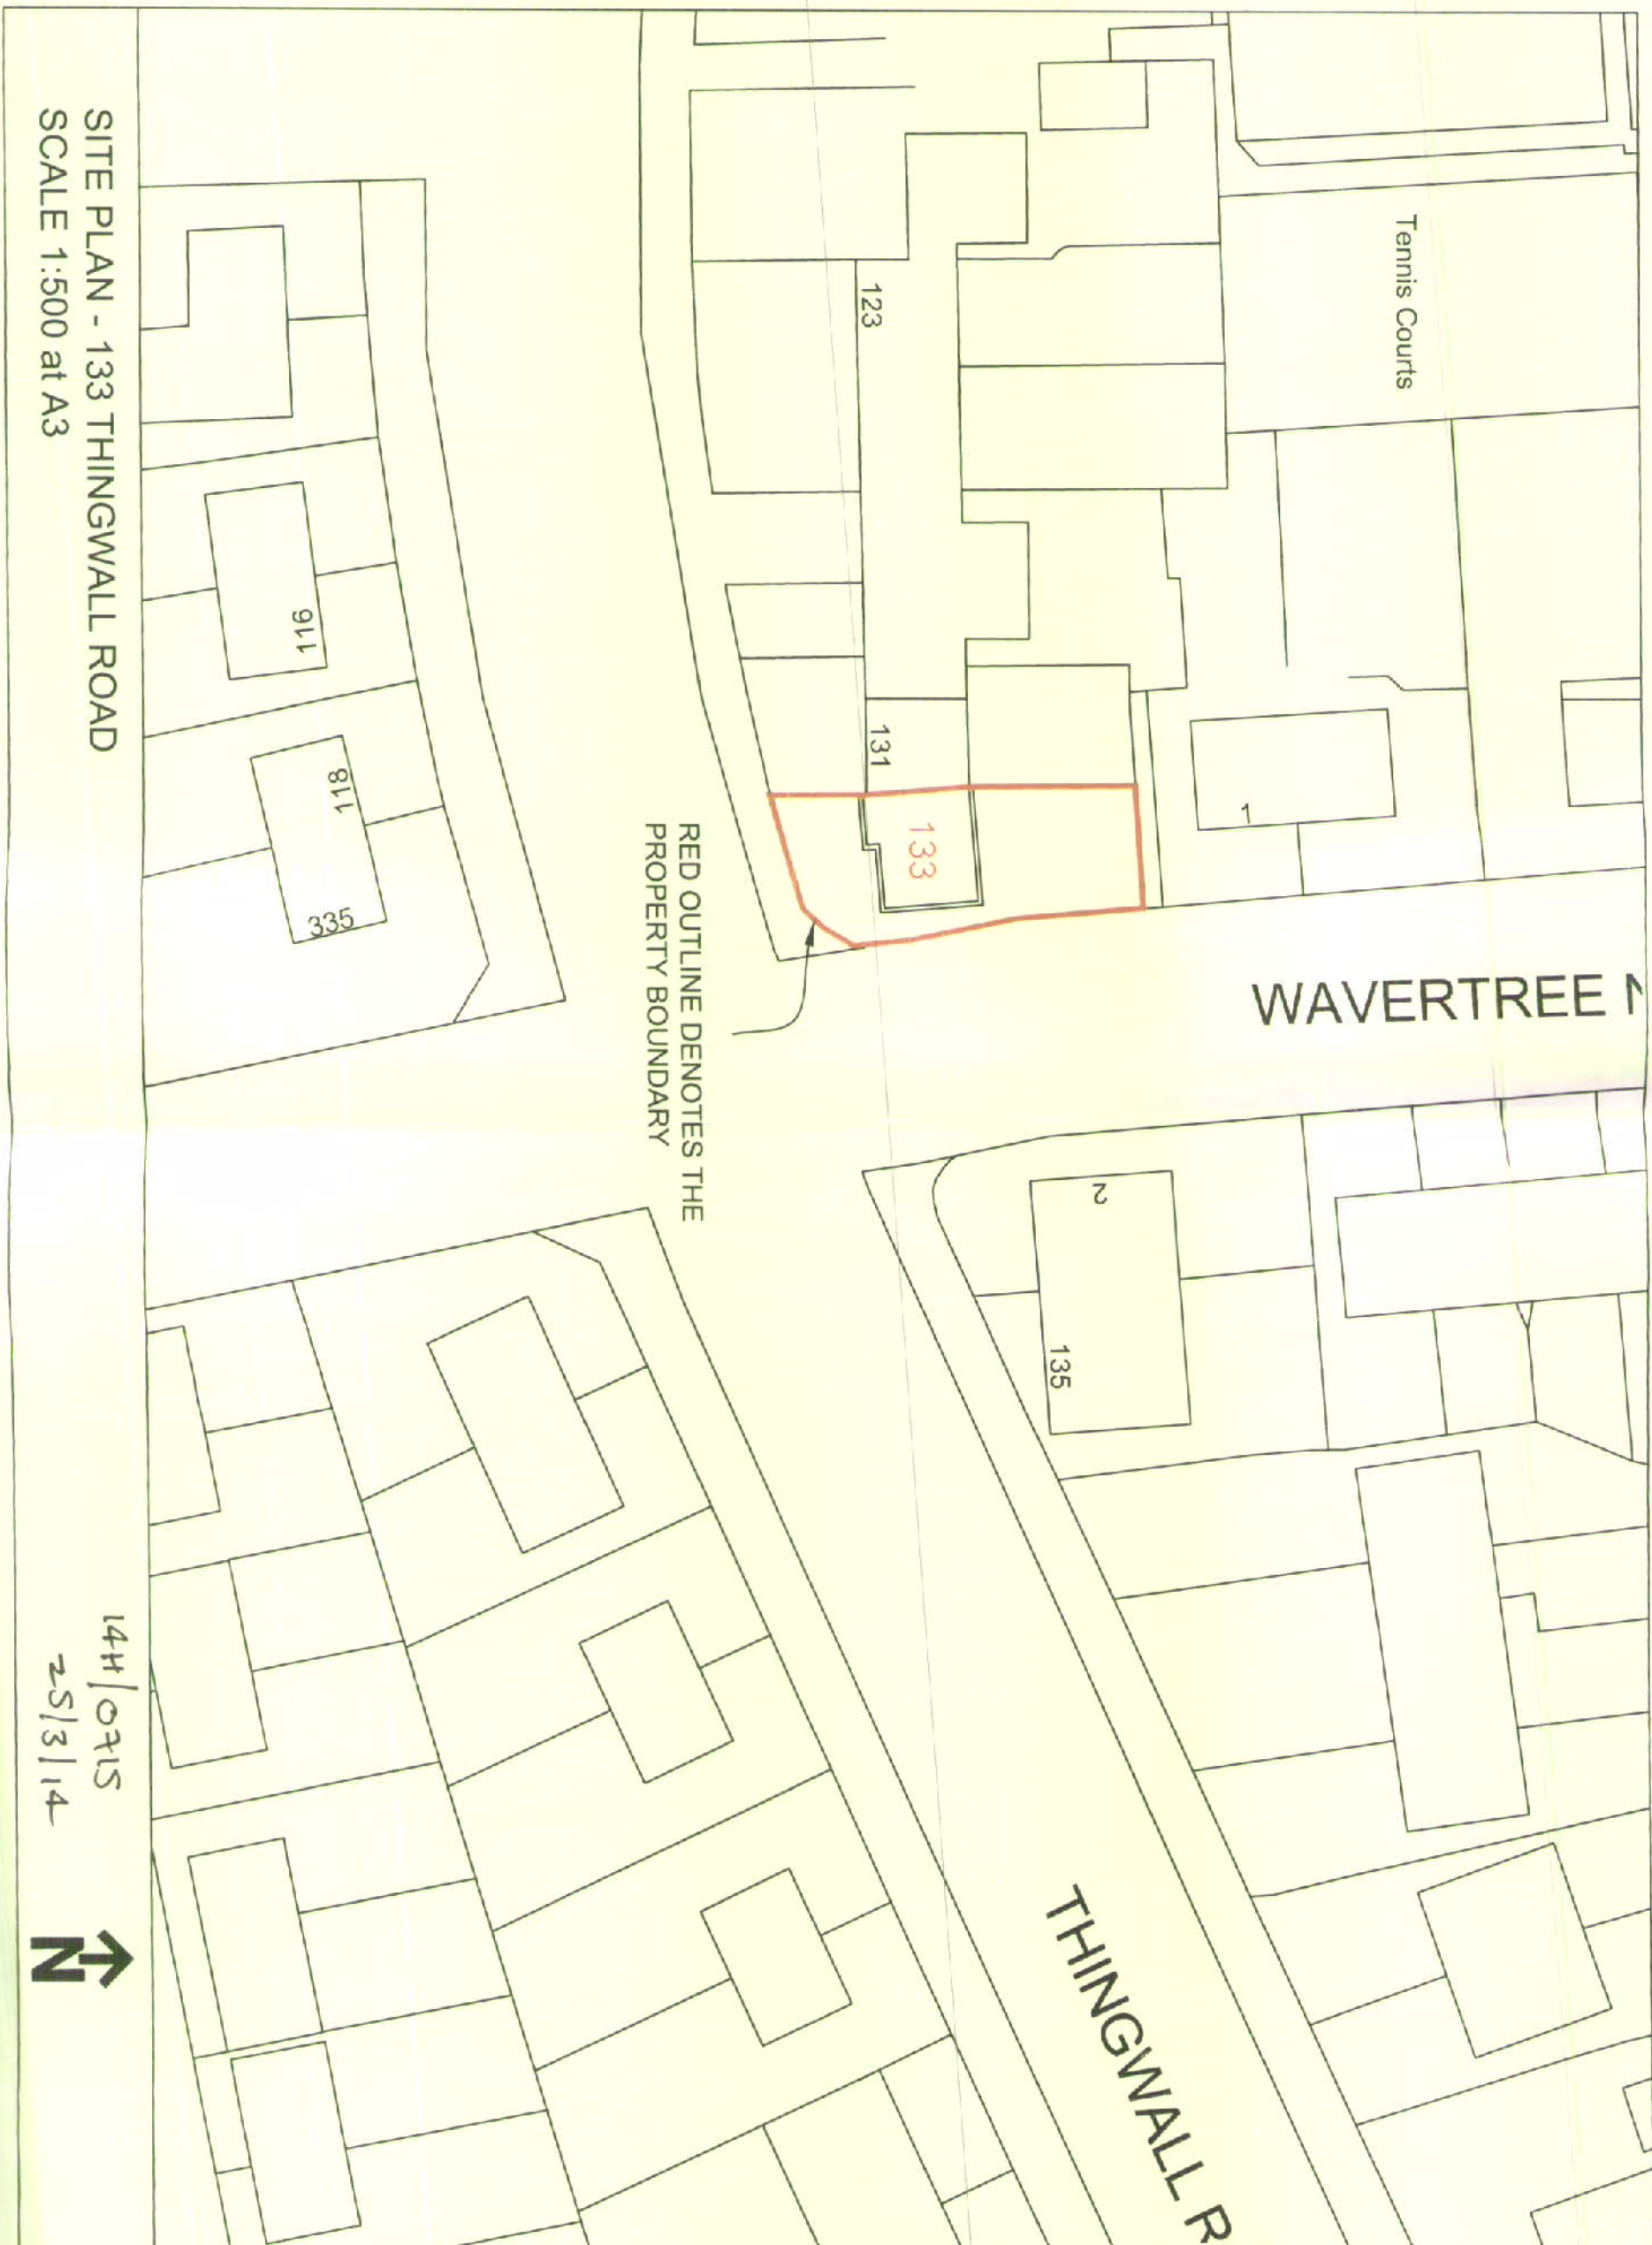 Tennis Courts
WAVERTREE
123
131
133
1
RED OUTLINE DENOTES THE
PROPERTY BOUNDARY
116
118
335
2
135
THINGWALL R
SITE PLAN - 133 THINGWALL ROAD
SCALE 1:500 at A3
14H/0715
25/3/14
N